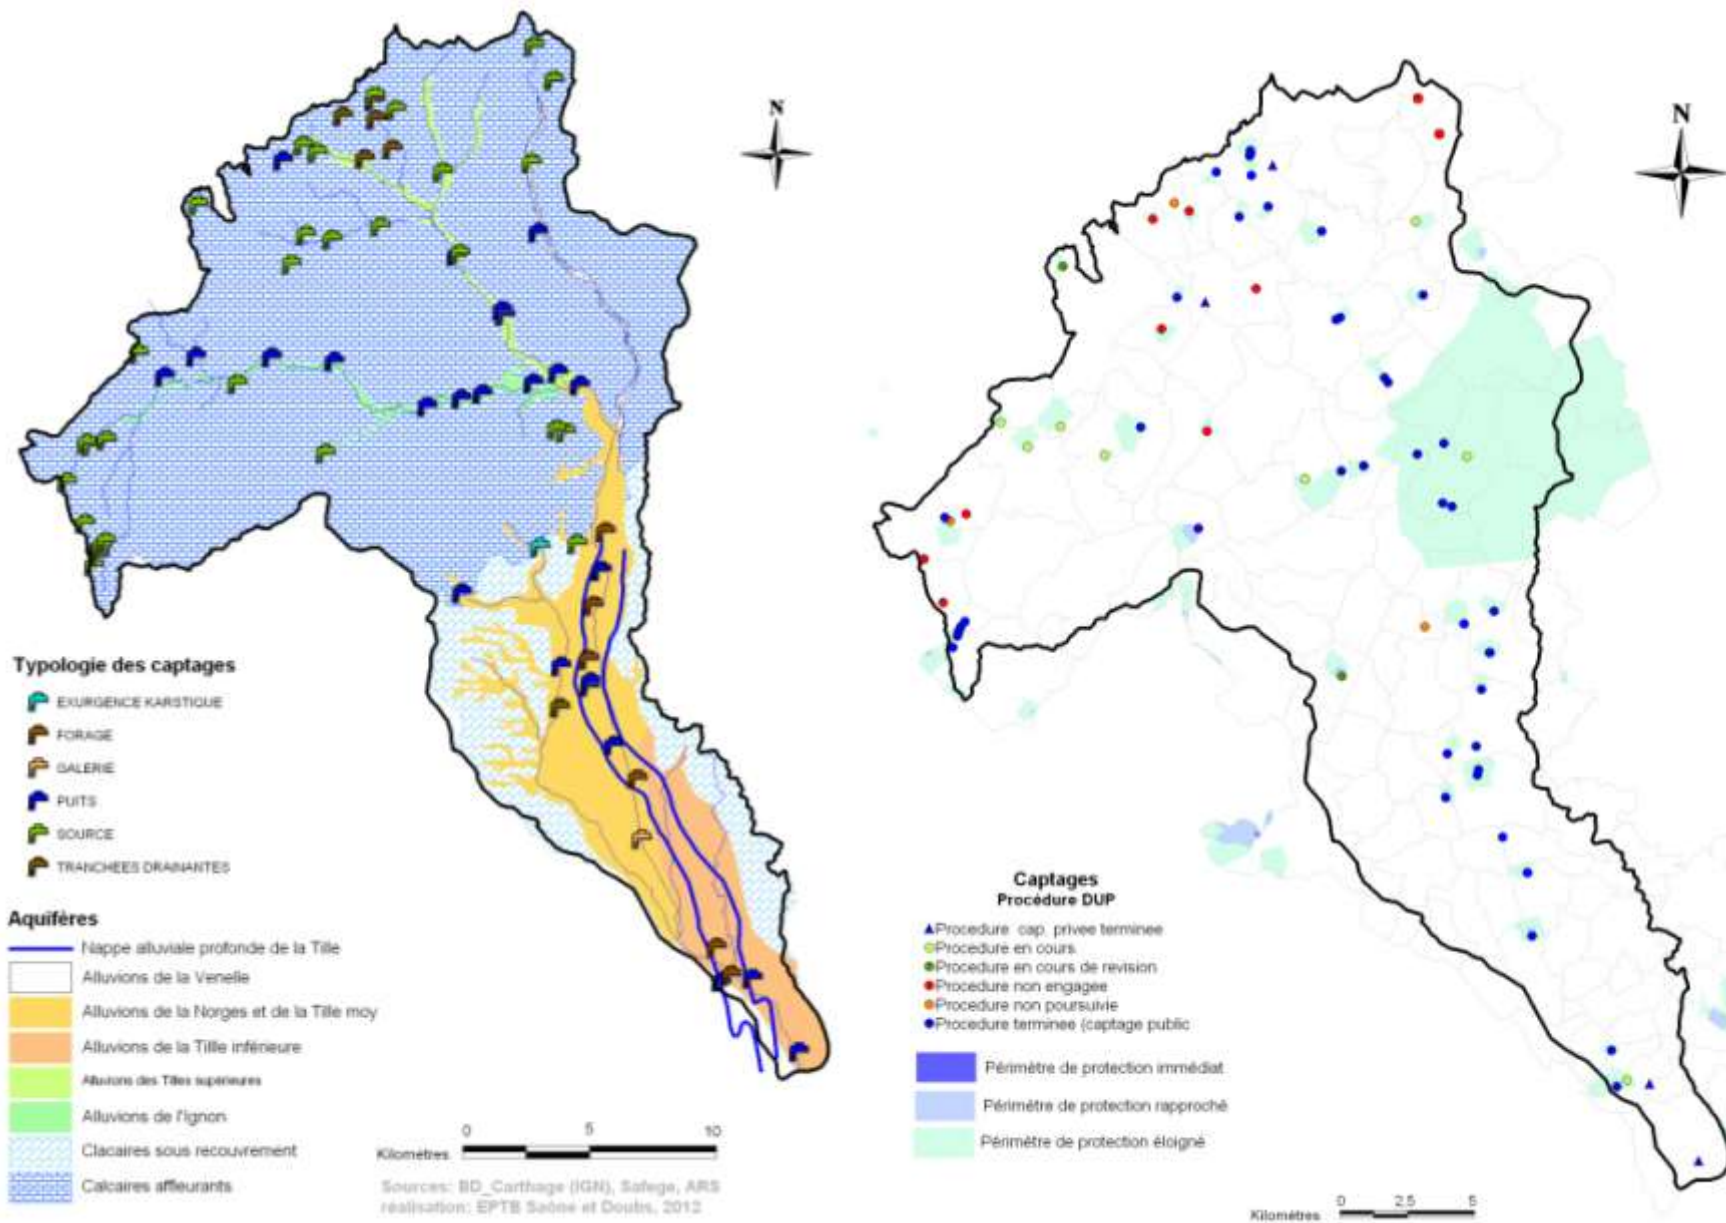 N
Typologie des captages
EXURGENCE KARSTIQUE
FORAGE
GALERIE
PUITS
SOURCE
TRANCHEES DRAINANTES
Aquifères
Nappe alluviale profonde de la Tille
Alluvions de la Venelle
Alluvions de la Norges et de la Tille moy
Alluvions de la Tillle inférieure
Alluvions des Tilles supérieures
Alluvions de l'Ignon
Clacaires sous recouvrement
Calcaires affleurants
0 5 10
Kilomètres
Sources: BD_Carthage (IGN), Safege, ARS
réalisation: EPTB Saône et Doubs, 2012
N
Captages
Procédure DUP
Procedure cap. privee terminee
Procedure en cours
Procedure en cours de revision
Procedure non engagee
Procedure non poursuivie
Procedure terminee (captage public
Périmètre de protection immédiat
Périmètre de protection rapproché
Périmètre de protection éloigné
0 2,5 5
Kilomètres